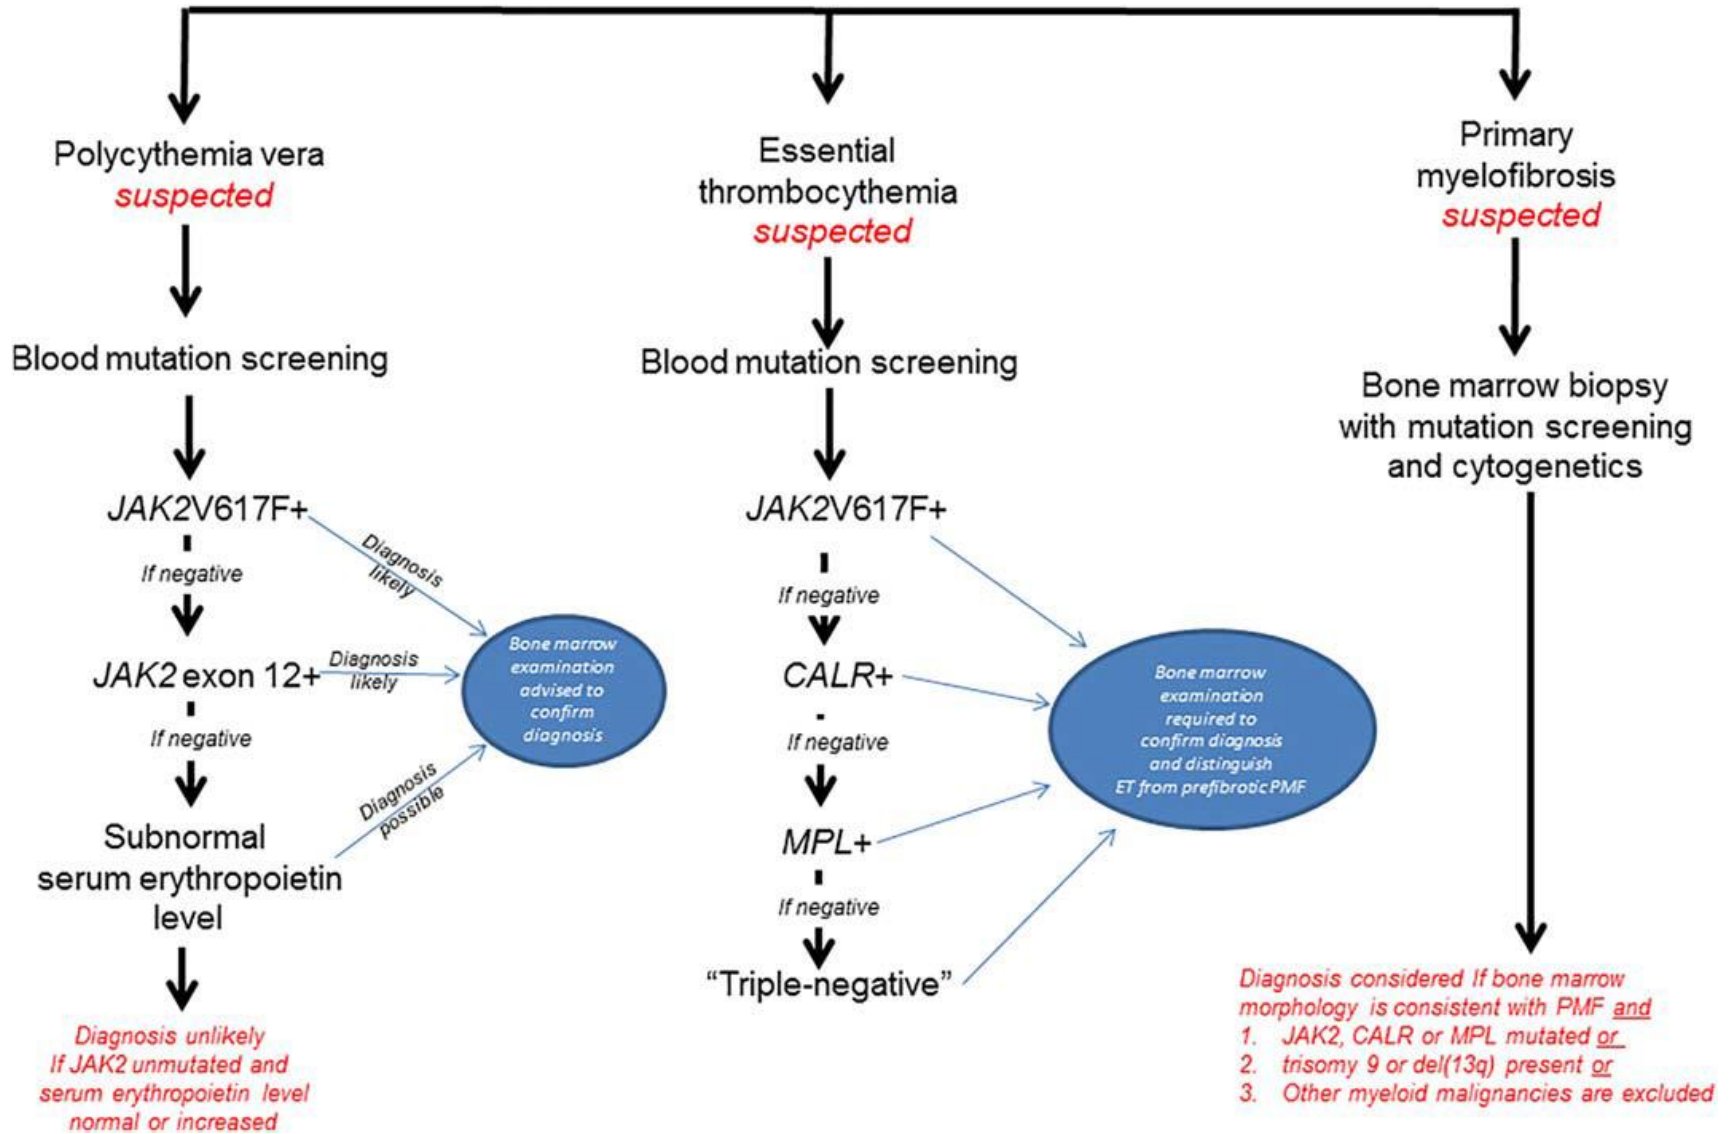 Polycythemia vera
suspected
Blood mutation screening
JAK2V617F+
Diagnosis
likely
If negative
JAK2 exon 12+
Diagnosis
likely
If negative
Subnormal
serum erythropoietin
level
Diagnosis
possible
Diagnosis unlikely
If JAK2 unmutated and
serum erythropoietin level
normal or increased
Bone marrow
examination
advised to
confirm
diagnosis
Essential
thrombocythemia
suspected
Blood mutation screening
JAK2V617F+
If negative
CALR+
If negative
MPL+
If negative
“Triple-negative”
Bone marrow
examination
required to
confirm diagnosis
and distinguish
ET from prefibrotic PMF
Primary
myelofibrosis
suspected
Bone marrow biopsy
with mutation screening
and cytogenetics
Diagnosis considered If bone marrow
morphology is consistent with PMF and
1. JAK2, CALR or MPL mutated or
2. trisomy 9 or del(13q) present or
3. Other myeloid malignancies are excluded